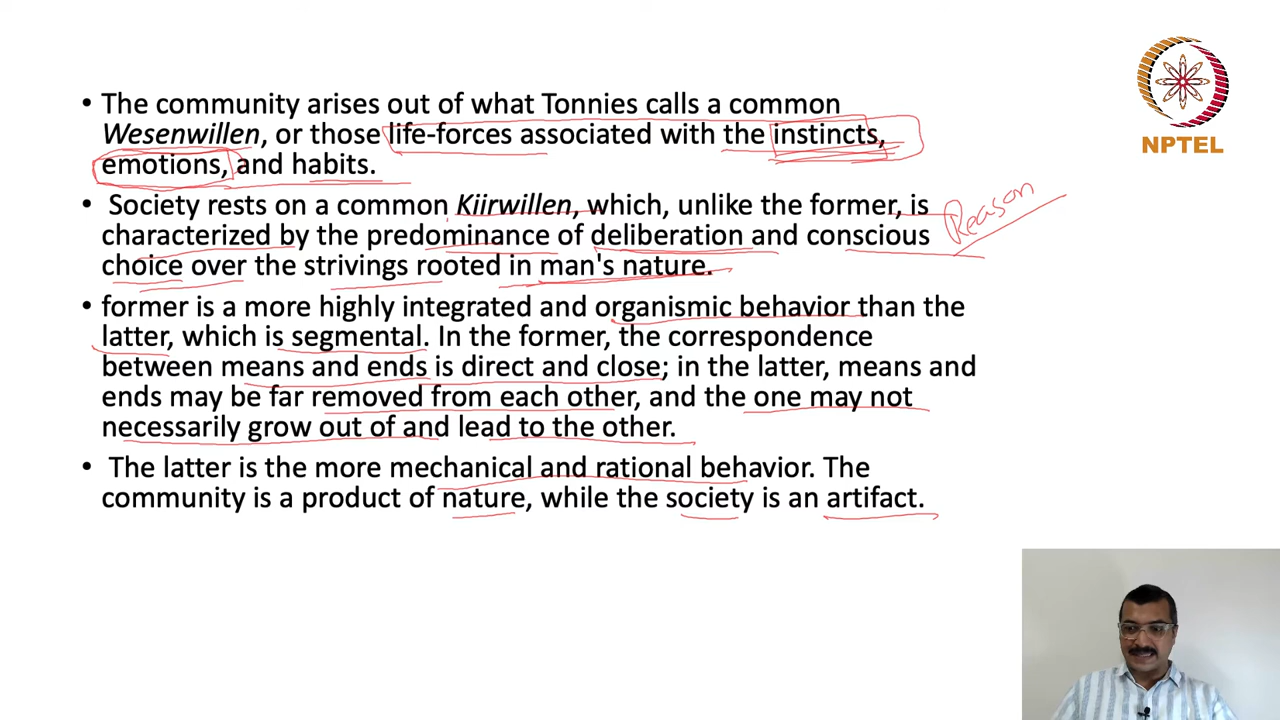 • The community arises out of what Tonnies calls a common
Wesenwillen, or those life-forces associated with the instincts,
emotions, and habits.
• Society rests on a common Kiirwillen, which, unlike the former, is
characterized by the predominance of deliberation and conscious
Reason
choice over the strivings rooted in man's nature.
• former is a more highly integrated and organismic behavior than the
latter, which is segmental. In the former, the correspondence
between means and ends is direct and close; in the latter, means and
ends may be far removed from each other, and the one may not
necessarily grow out of and lead to the other.
• The latter is the more mechanical and rational behavior. The
community is a product of nature, while the society is an artifact.
NPTEL